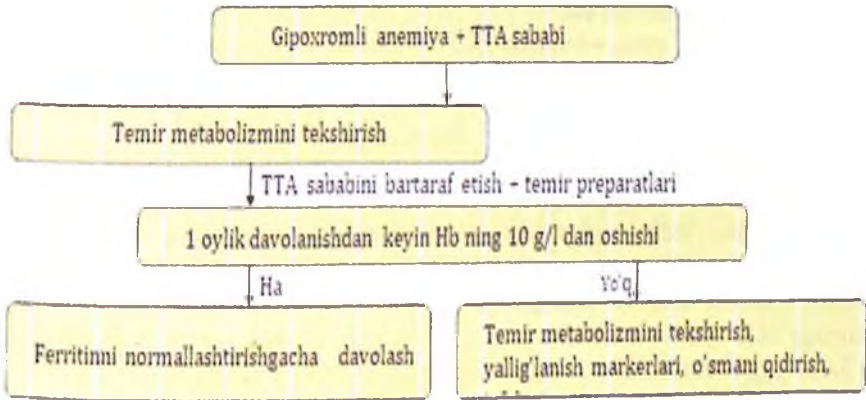 Gipoxromli anemiya + TTA sababi
Temir metabolizmini tekshirish
TTA sababini bartaraf etish – temir preparatlari
1 oylik davolanishdan keyin Hb ning 10 g/l dan oshishi
Ha
Yo'q
Ferritinni normallashtirishgacha davolash
Temir metabolizmini tekshirish,
yallig'lanish markerlari, o'smani qidirish,